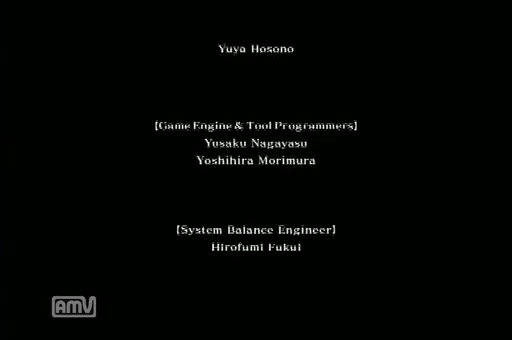 Yuya Hosono
【Game Engine & Tool Programmers】
Yusaku Nagayasu
Yoshihira Morimura
【System Balance Engineer】
Hirofumi Fukui
AMV